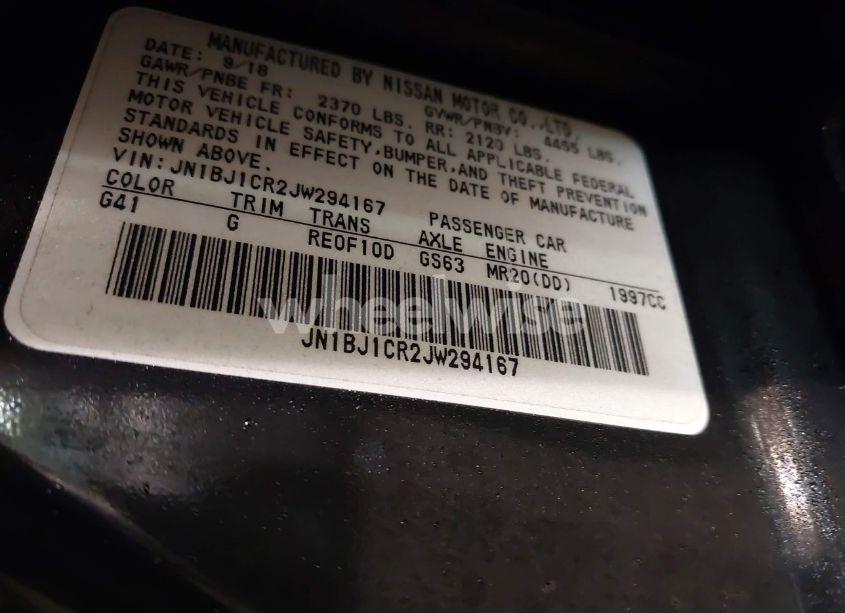 MANUFACTURED BY NISSAN MOTOR CO.,LTD.
DATE: 9/18 GVWR/PNBV: 4455 LBS.
GAWR/PNBE FR: 2370 LBS. RR: 2120 LBS.
THIS VEHICLE CONFORMS TO ALL APPLICABLE FEDERAL
MOTOR VEHICLE SAFETY,BUMPER,AND THEFT PREVENTION
STANDARDS IN EFFECT ON THE DATE OF MANUFACTURE
SHOWN ABOVE.
VIN: JN1BJ1CR2JW294167 PASSENGER CAR
COLOR TRIM TRANS AXLE ENGINE
G41 G RE0F10D GS63 MR20(DD) 1997CC
wheelwise
JN1BJ1CR2JW294167